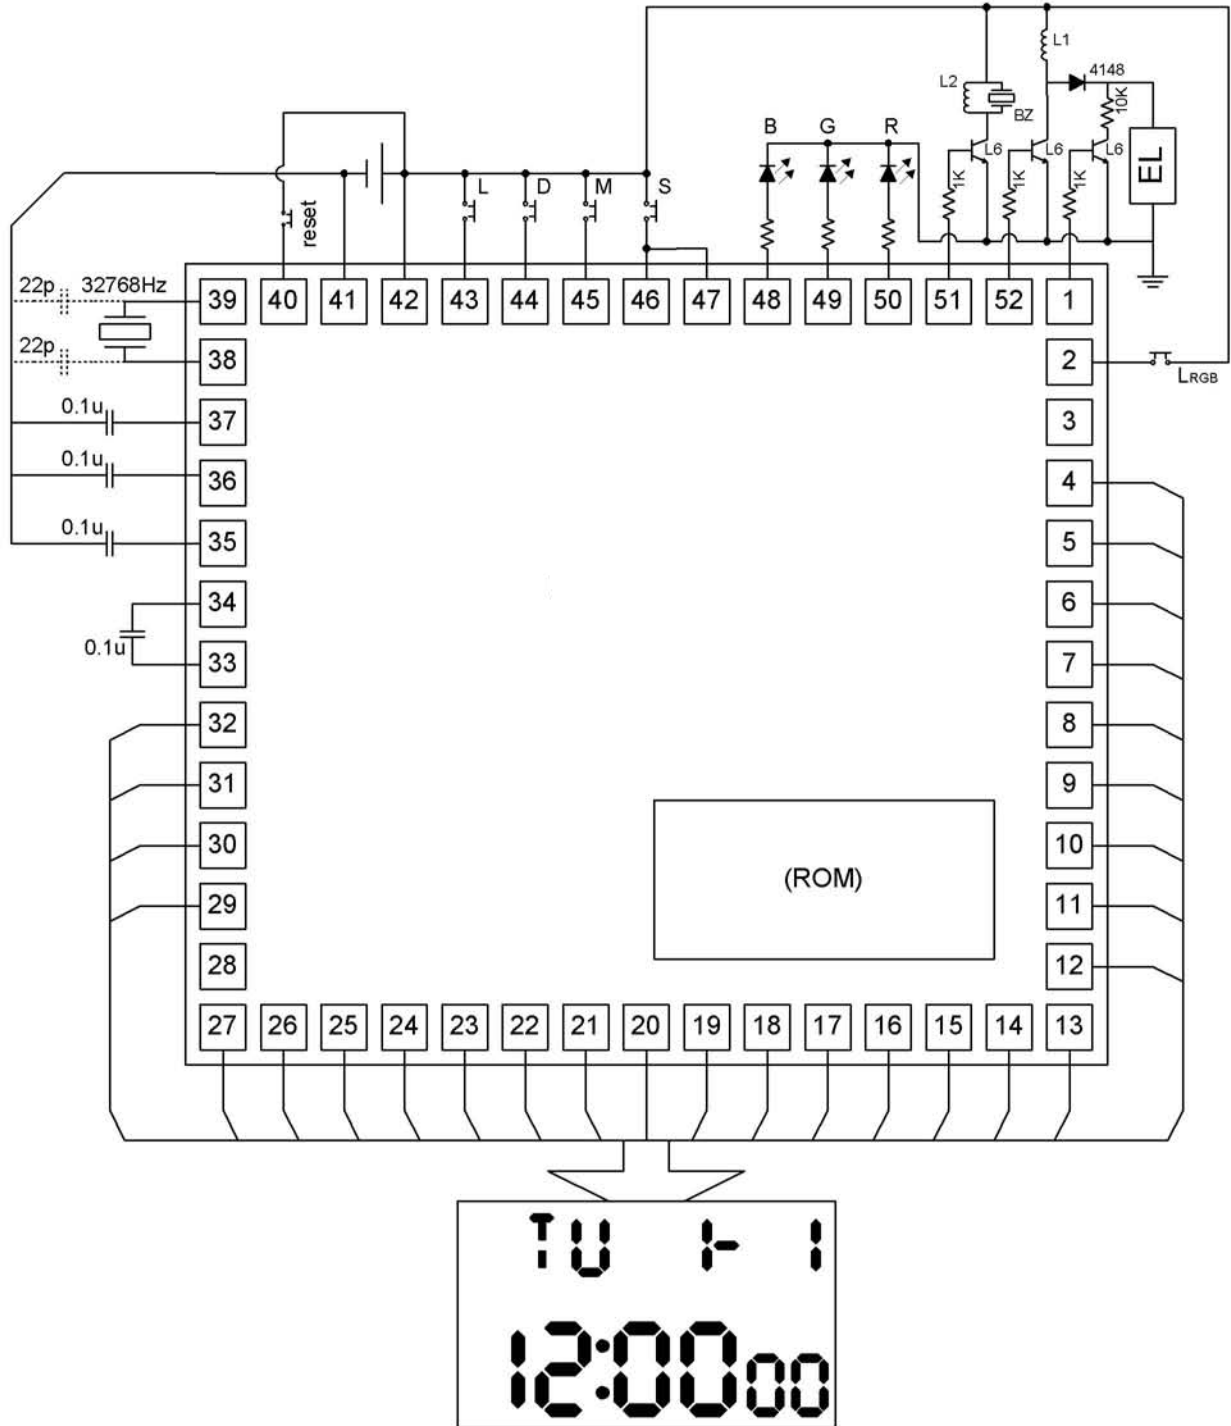 L1
4148
L2
BZ
10K
B G R
L6 L6 L6
EL
L D M S
1K 1K 1K
reset
22p 32768Hz
39 40 41 42 43 44 45 46 47 48 49 50 51 52 1
22p
38 2
LRGB
0.1u
37 3
0.1u
36 4
0.1u
35 5
34 6
0.1u
33 7
32 8
31 9
30 10
(ROM)
29 11
28 12
27 26 25 24 23 22 21 20 19 18 17 16 15 14 13
TU 1- 1
12:00 00